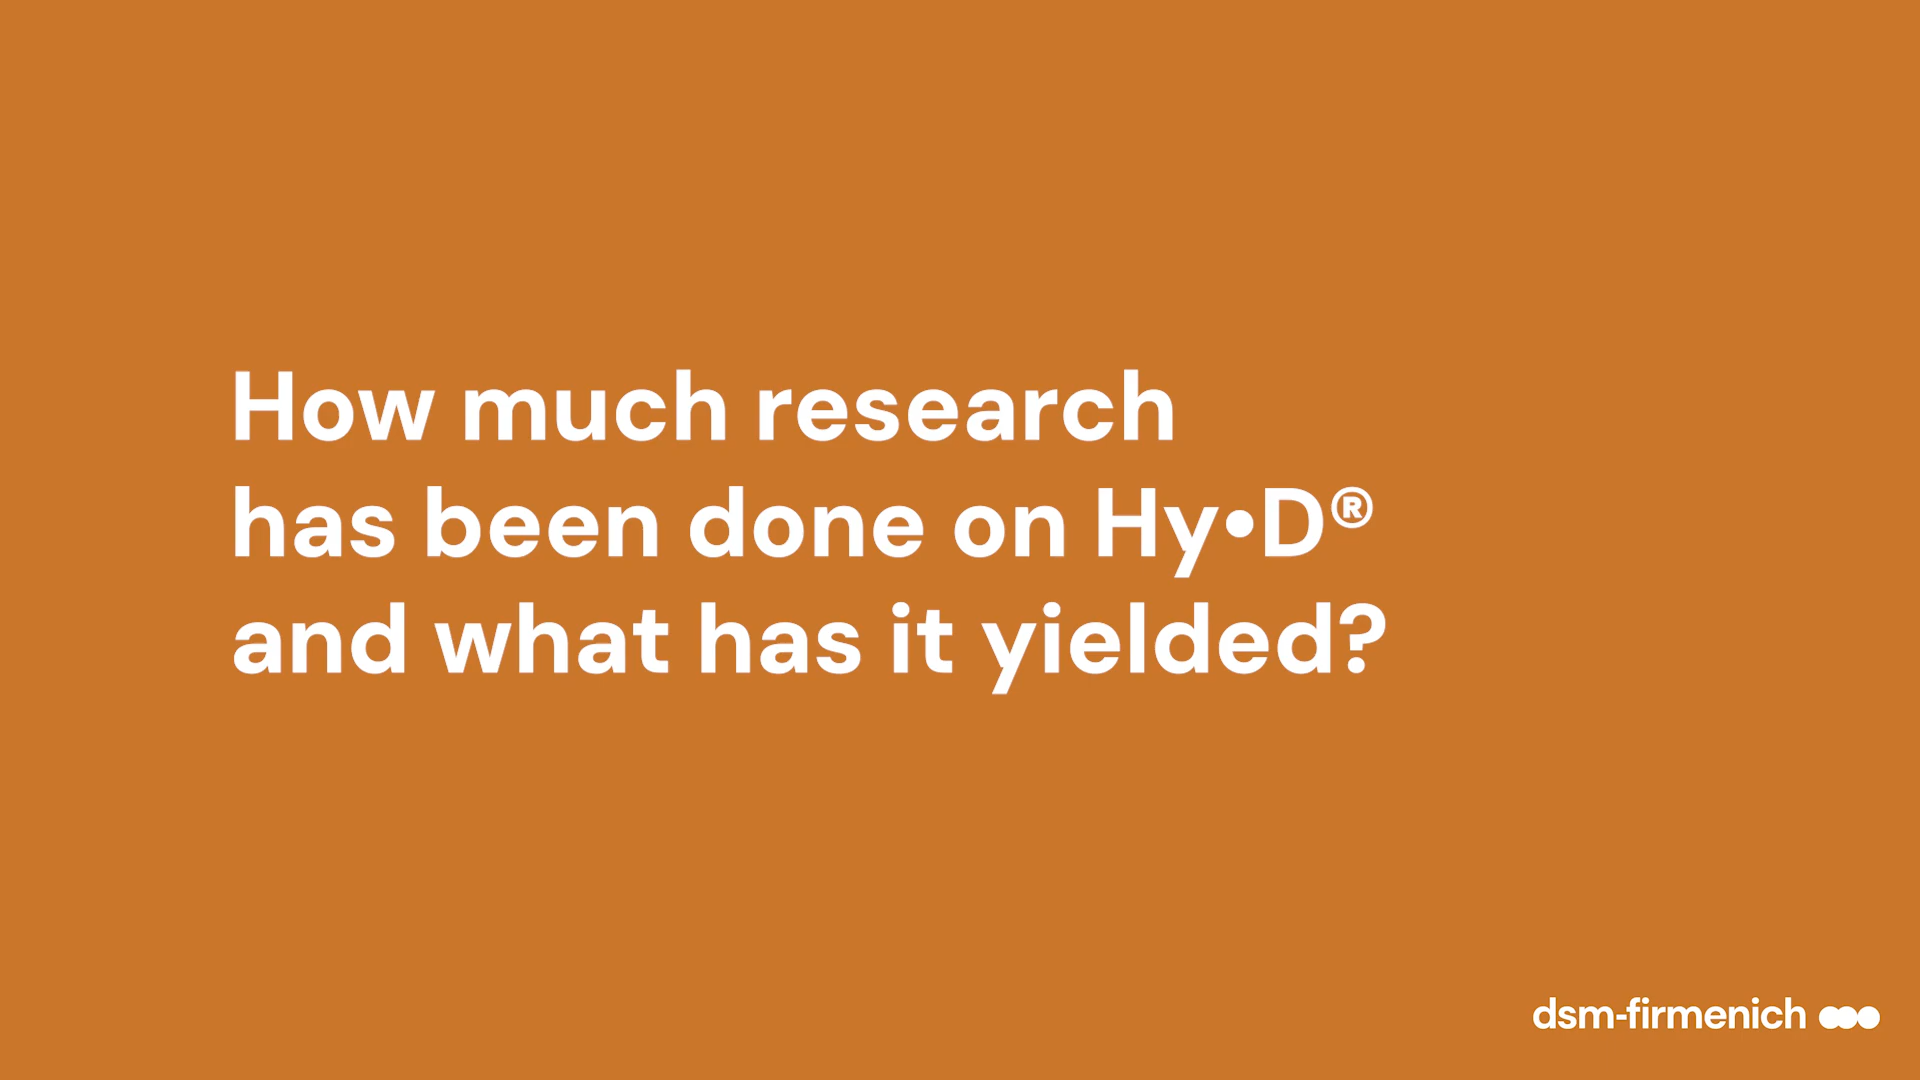 How much research
has been done on Hy•D®
and what has it yielded?
dsm-firmenich